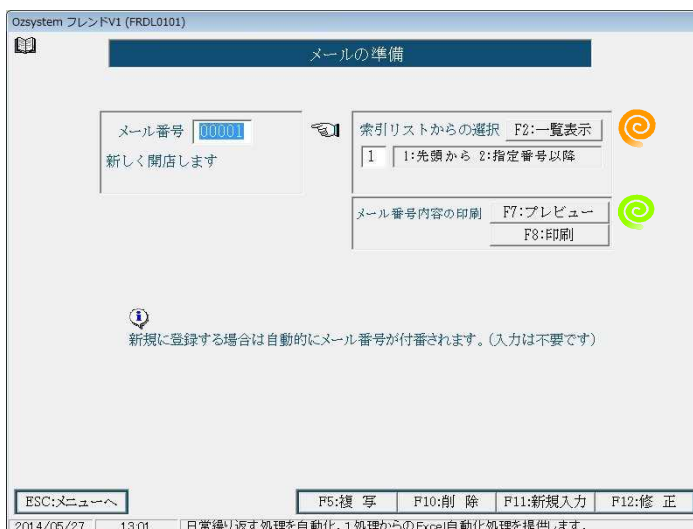 Ozsystem フレンドV1 (FRDL0101)
メールの準備
メール番号 00001
新しく開店します
索引リストからの選択 F2:一覧表示
1 1:先頭から 2:指定番号以降
メール番号内容の印刷 F7:プレビュー
F8:印刷
新規に登録する場合は自動的にメール番号が付番されます。(入力は不要です)
ESC:メニューへ F5:複 写 F10:削 除 F11:新規入力 F12:修 正
2014/05/27 13:01 日常繰り返す処理を自動化、1処理からのExcel自動化処理を提供します。